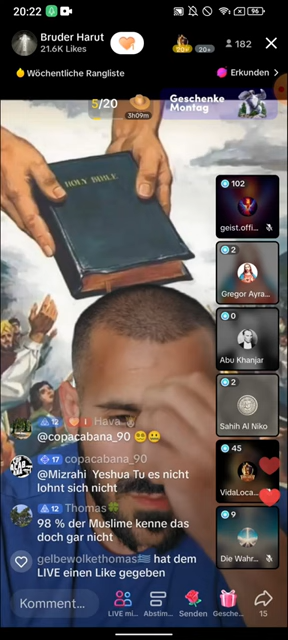 20:22
56
Bruder Harut
21.6K Likes
20+
182
Wöchentliche Rangliste
Erkunden >
5/20
3h09m
Geschenke
Montag
HOLY BIBLE
102
geist.offi...
2
Gregor Ayra...
0
Abu Khanjar
2
Sahih Al Niko
45
VidaLoca...
9
Die Wahr...
12 Hava
@copacabana_90
17 copacabana_90
@Mizrahi Yeshua Tu es nicht
lohnt sich nicht
12 Thomas
98 % der Muslime kenne das
doch gar nicht
gelbewolkethomas hat dem
LIVE einen Like gegeben
Komment...
LIVE mi...
Abstim...
Senden
Gesche...
15